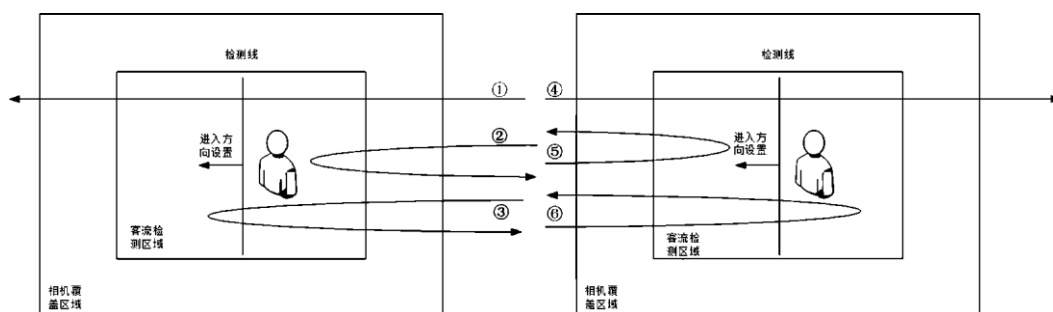 检测线
①
进入方
向设置
②
③
客流检
测区域
相机覆
盖区域
检测线
④
进入方
向设置
⑤
⑥
客流检
测区域
相机覆
盖区域